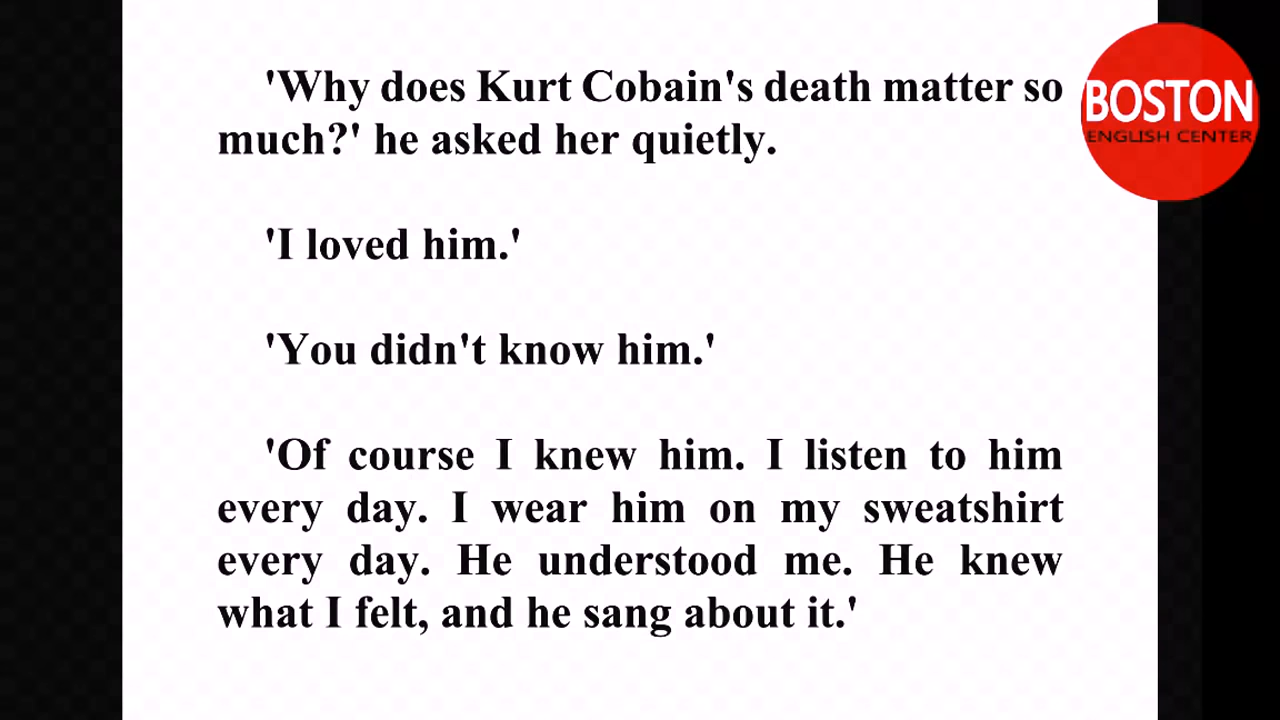 'Why does Kurt Cobain's death matter so
much?' he asked her quietly.
'I loved him.'
'You didn't know him.'
'Of course I knew him. I listen to him
every day. I wear him on my sweatshirt
every day. He understood me. He knew
what I felt, and he sang about it.'
BOSTON
ENGLISH CENTER